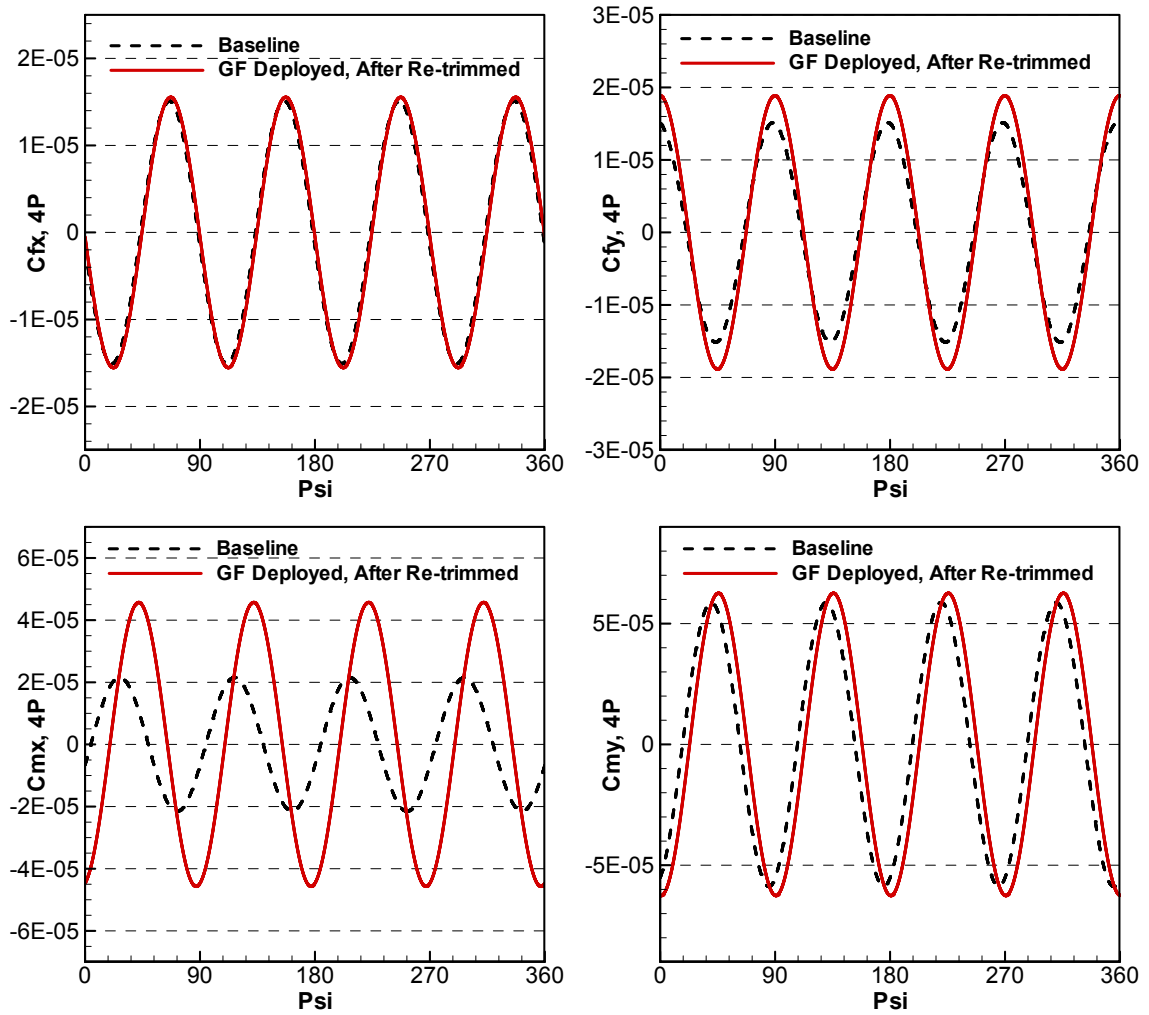 2E-05
1E-05
0
-1E-05
-2E-05
Cfx, 4P
Baseline
GF Deployed, After Re-trimmed
0 90 180 270 360
Psi
3E-05
2E-05
1E-05
0
-1E-05
-2E-05
-3E-05
Cfy, 4P
Baseline
GF Deployed, After Re-trimmed
0 90 180 270 360
Psi
6E-05
4E-05
2E-05
0
-2E-05
-4E-05
-6E-05
Cmx, 4P
Baseline
GF Deployed, After Re-trimmed
0 90 180 270 360
Psi
5E-05
0
-5E-05
Cmy, 4P
Baseline
GF Deployed, After Re-trimmed
0 90 180 270 360
Psi